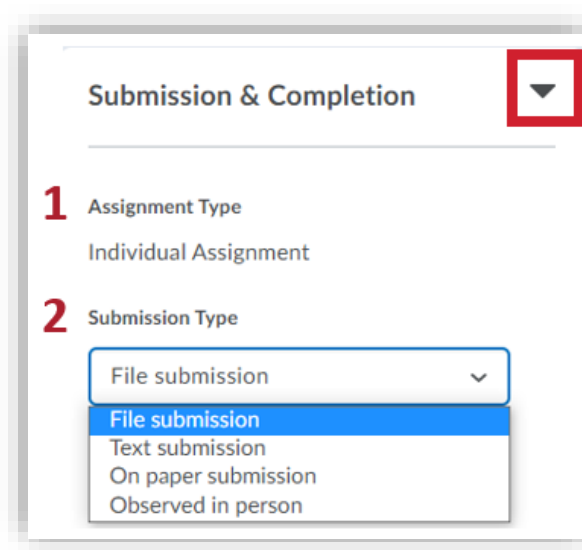 Submission & Completion
1 Assignment Type
Individual Assignment
2 Submission Type
File submission
File submission
Text submission
On paper submission
Observed in person